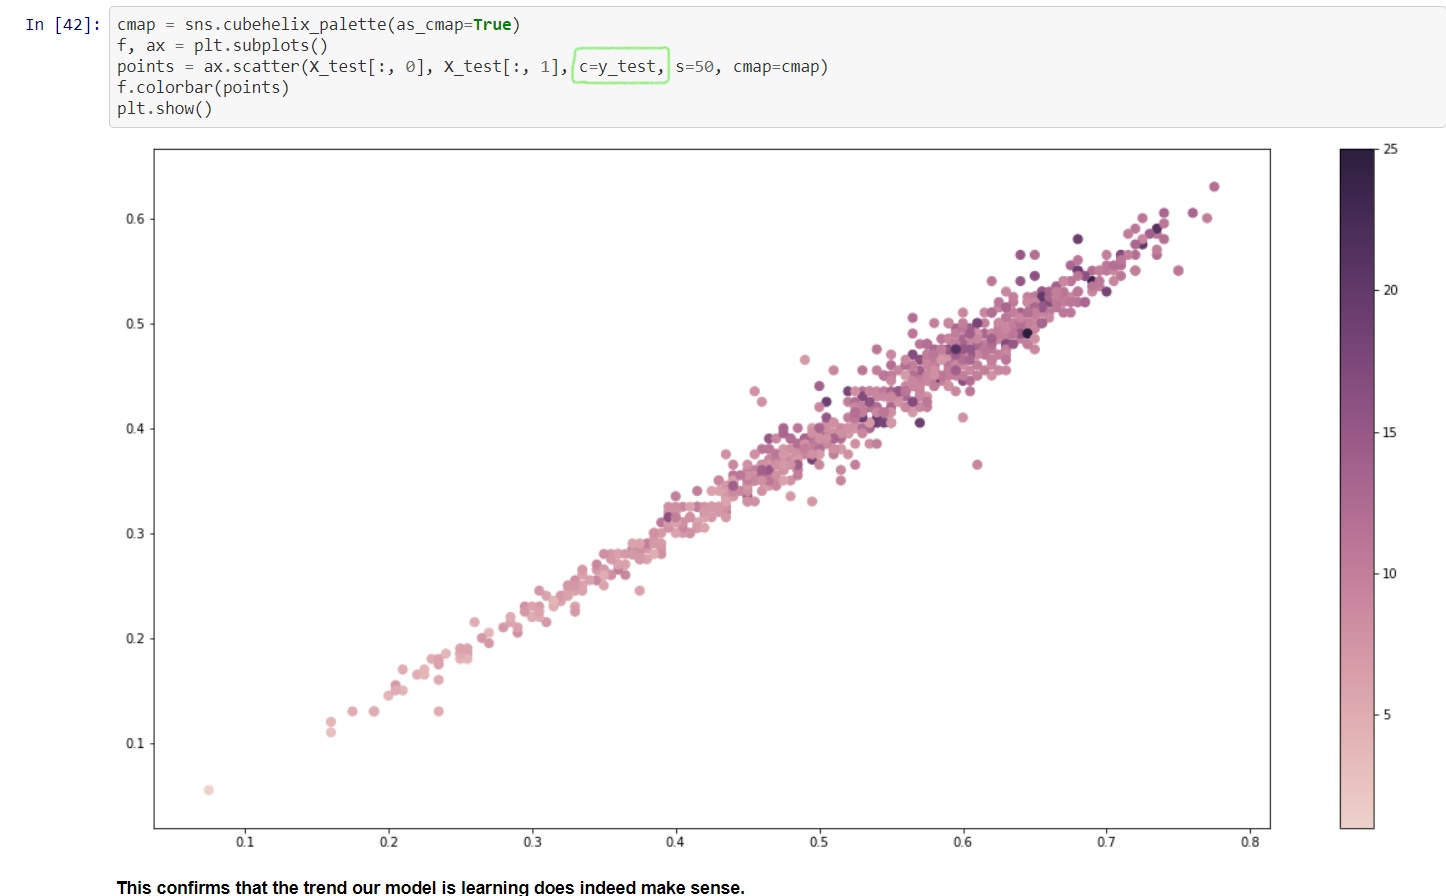 In [42]:
cmap = sns.cubehelix_palette(as_cmap=True)
f, ax = plt.subplots()
points = ax.scatter(X_test[:, 0], X_test[:, 1], c=y_test, s=50, cmap=cmap)
f.colorbar(points)
plt.show()
25
0.6
20
0.5
15
0.4
10
0.3
0.2
5
0.1
0.1 0.2 0.3 0.4 0.5 0.6 0.7 0.8
This confirms that the trend our model is learning does indeed make sense.